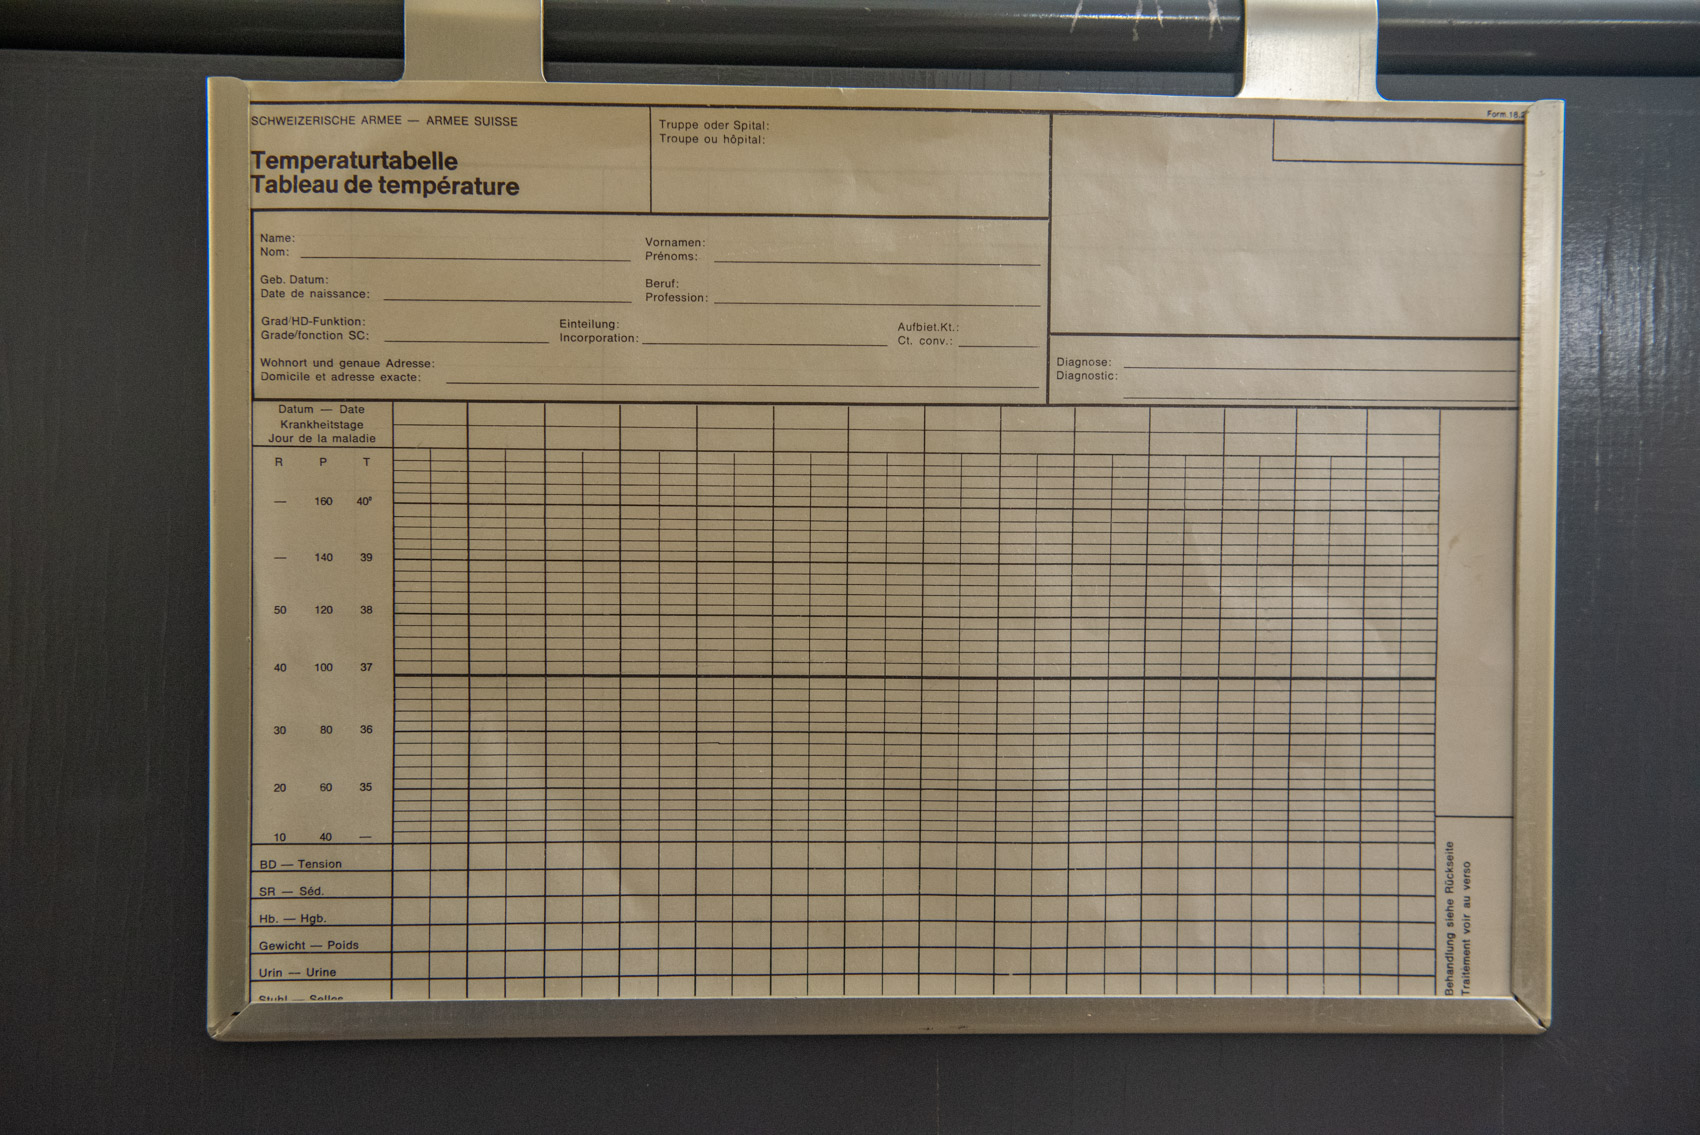 SCHWEIZERISCHE ARMEE — ARMEE SUISSE
Temperaturtabelle
Tableau de température
Truppe oder Spital:
Troupe ou hôpital:
Form. 18.
Name:
Nom:
Vornamen:
Prénoms:
Geb. Datum:
Date de naissance:
Beruf:
Profession:
Grad/HD-Funktion:
Grade/fonction SC:
Einteilung:
Incorporation:
Aufbiet.Kt.:
Ct. conv.:
Wohnort und genaue Adresse:
Domicile et adresse exacte:
Diagnose:
Diagnostic:
Datum — Date
Krankheitstage
Jour de la maladie
R P T
— 160 40°
— 140 39
50 120 38
40 100 37
30 80 36
20 60 35
10 40 —
BD — Tension
SR — Séd.
Hb. — Hgb.
Gewicht — Poids
Urin — Urine
Stuhl — Selles
Behandlung siehe Rückseite
Traitement voir au verso